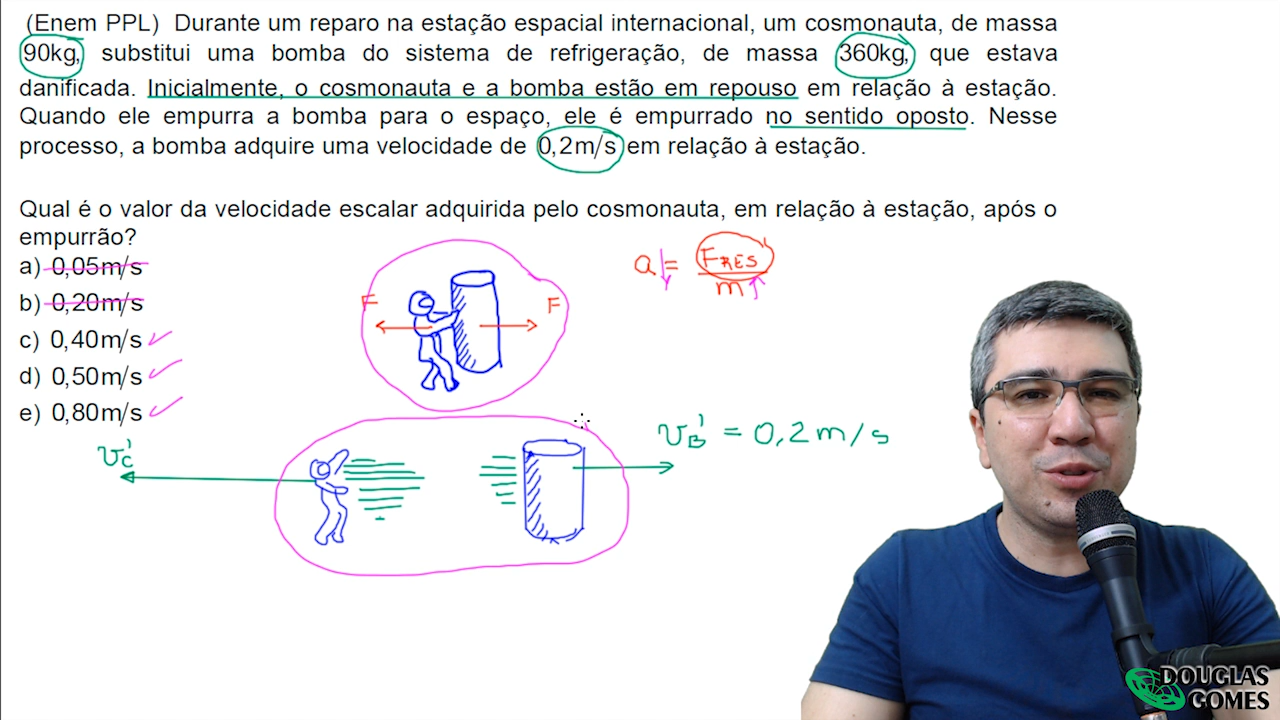 (Enem PPL) Durante um reparo na estação espacial internacional, um cosmonauta, de massa
90kg, substitui uma bomba do sistema de refrigeração, de massa 360kg, que estava
danificada. Inicialmente, o cosmonauta e a bomba estão em repouso em relação à estação.
Quando ele empurra a bomba para o espaço, ele é empurrado no sentido oposto. Nesse
processo, a bomba adquire uma velocidade de 0,2m/s em relação à estação.
Qual é o valor da velocidade escalar adquirida pelo cosmonauta, em relação à estação, após o
empurrão?
a) 0,05m/s
b) 0,20m/s
c) 0,40m/s
d) 0,50m/s
e) 0,80m/s
a = FRES
m
F F
vB' = 0,2m/s
vC'
DOUGLAS
GOMES